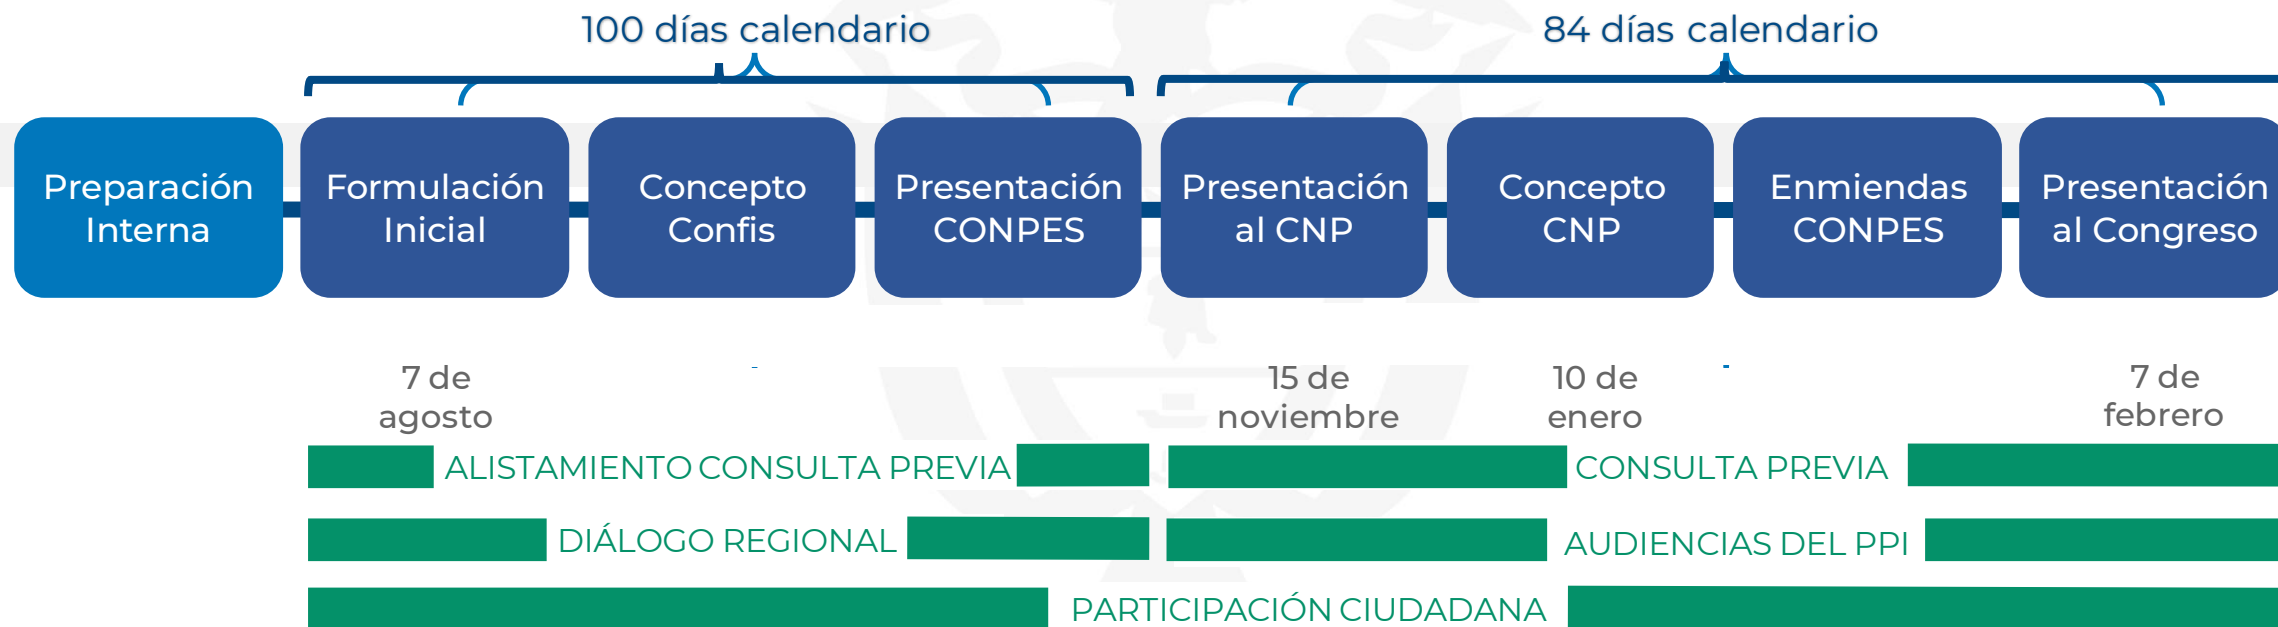 100 días calendario
84 días calendario
Preparación
Interna
Formulación
Inicial
Concepto
Confis
Presentación
CONPES
Presentación
al CNP
Concepto
CNP
Enmiendas
CONPES
Presentación
al Congreso
7 de
agosto
15 de
noviembre
10 de
enero
7 de
febrero
ALISTAMIENTO CONSULTA PREVIA
CONSULTA PREVIA
DIÁLOGO REGIONAL
AUDIENCIAS DEL PPI
PARTICIPACIÓN CIUDADANA